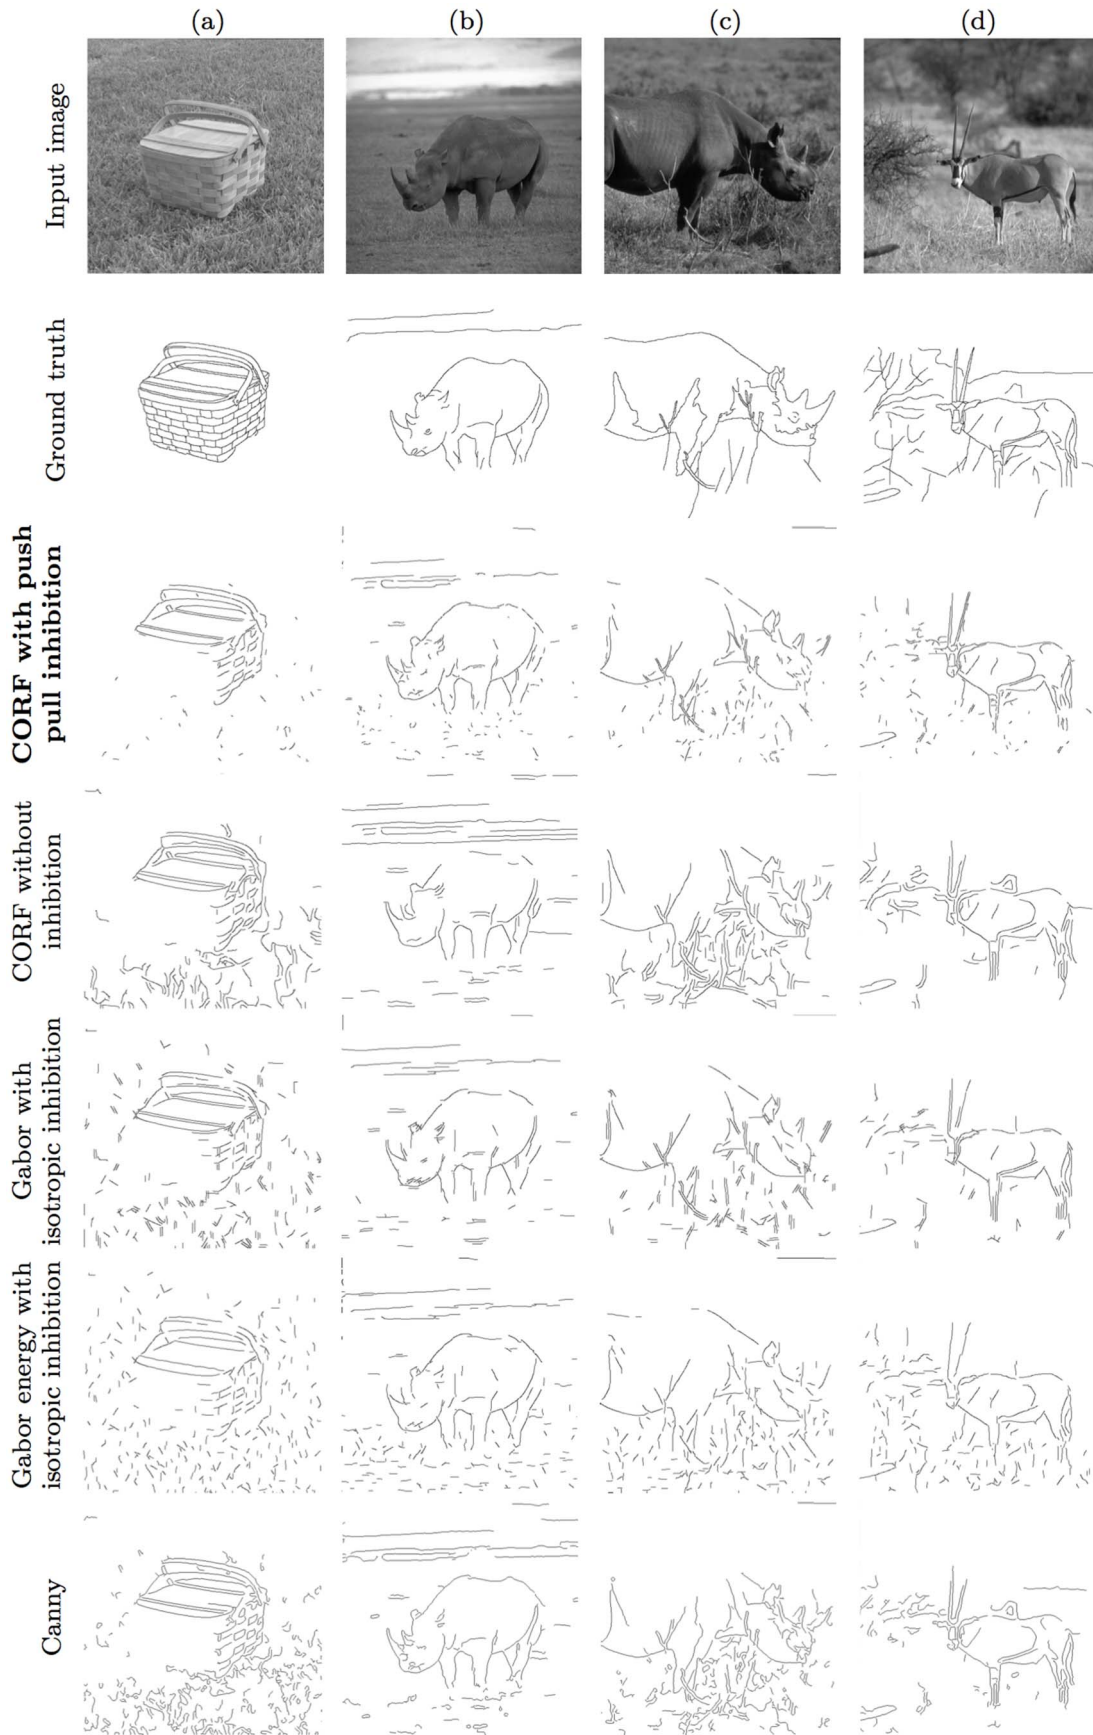 (a) (b) (c) (d)
Input image
Ground truth
CORF with push
pull inhibition
CORF without
inhibition
Gabor with
isotropic inhibition
Gabor energy with
isotropic inhibition
Canny